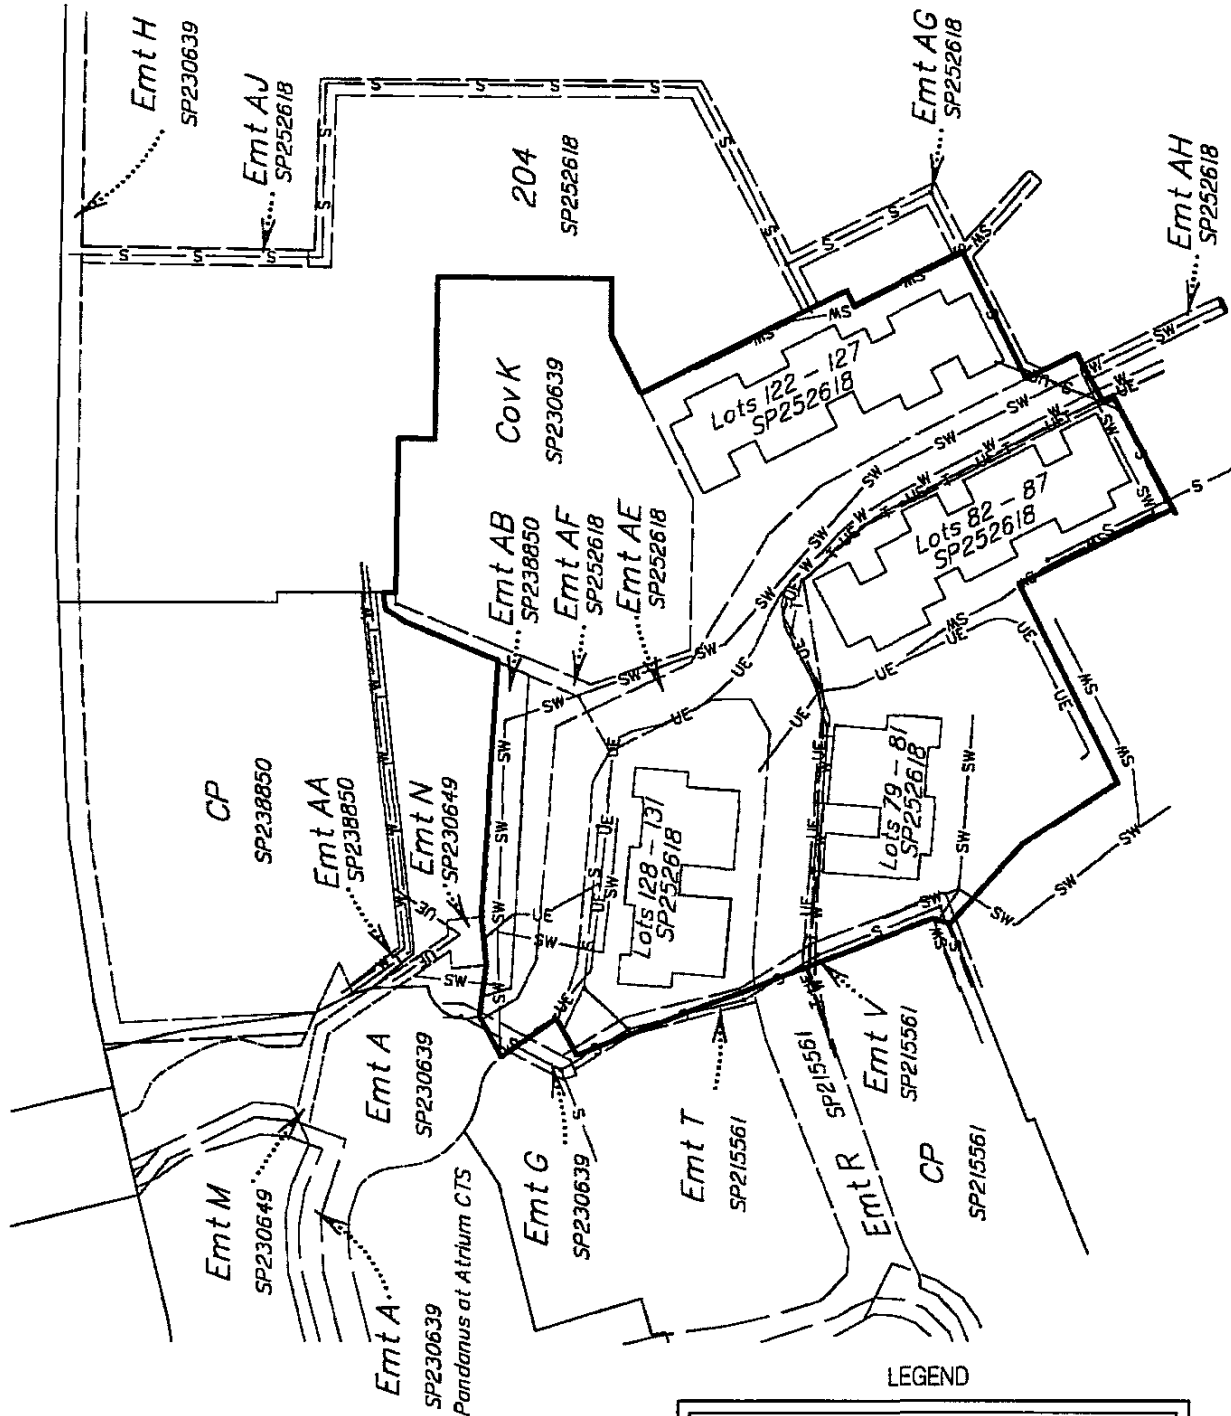 Emt H
SP230639
Emt AJ
SP252618
204
SP252618
Emt AG
SP252618
Emt AH
SP252618
Cov K
SP230639
Lots 122 - 127
SP252618
Lots 82 - 87
SP252618
Emt AB
SP238850
Emt AF
SP252618
Emt AE
SP252618
CP
SP238850
Emt AA
SP238850
Emt N
SP230649
Lots 128 - 131
SP252618
Lots 79 - 81
SP252618
Emt A
SP230639
Emt M
SP230649
Emt G
SP230639
Emt T
SP215561
Emt R
SP215561
Emt V
SP215561
CP
SP215561
Emt A
SP230639
Pandanus at Atrium CTS
LEGEND